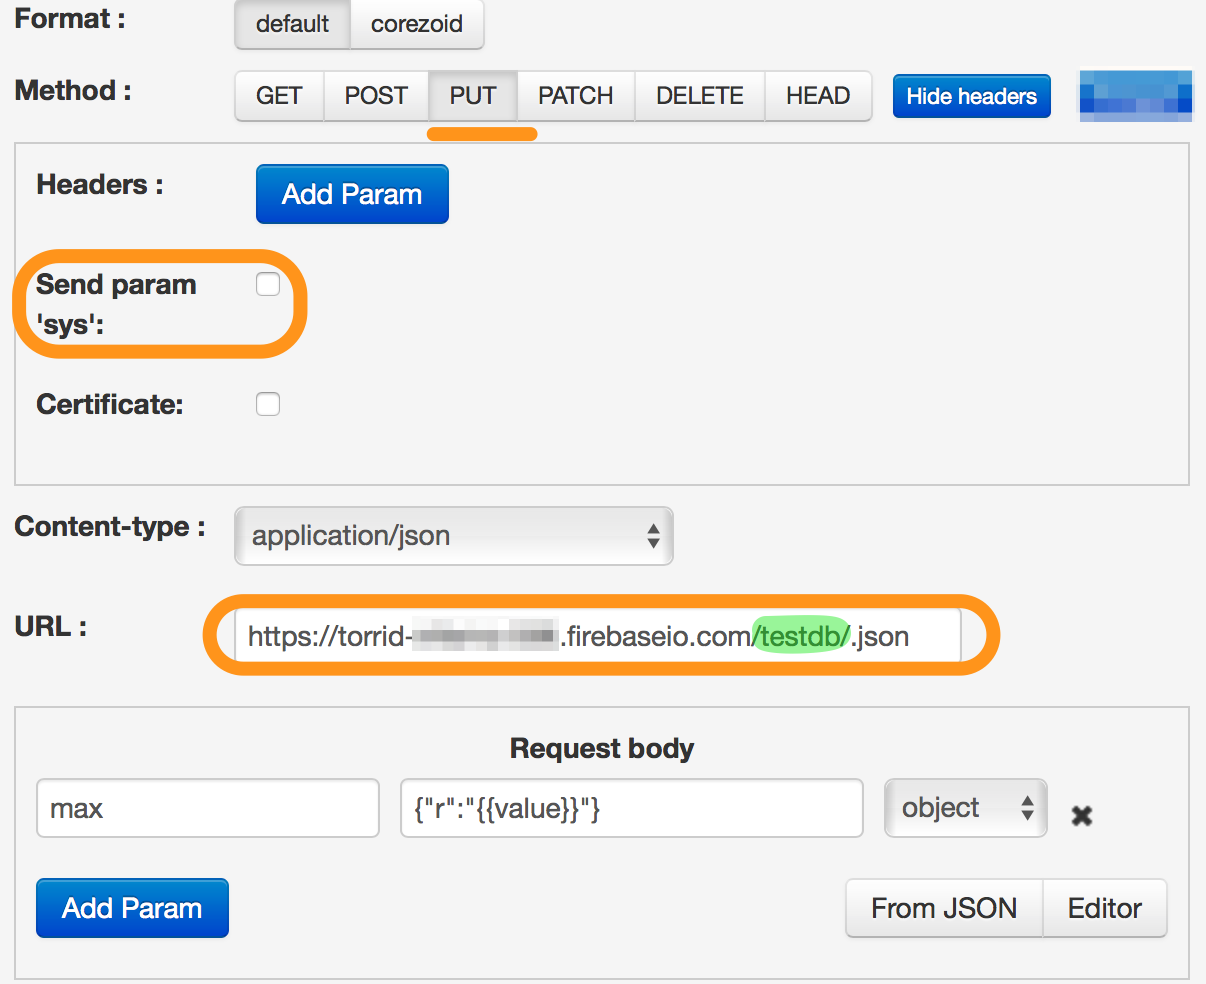 Format :
default corezoid
Method :
GET POST PUT PATCH DELETE HEAD Hide headers
Headers :
Add Param
Send param
'sys':
Certificate:
Content-type :
application/json
URL :
https://torrid- .firebaseio.com/testdb/.json
Request body
max {"r":"{{value}}"} object
Add Param From JSON Editor